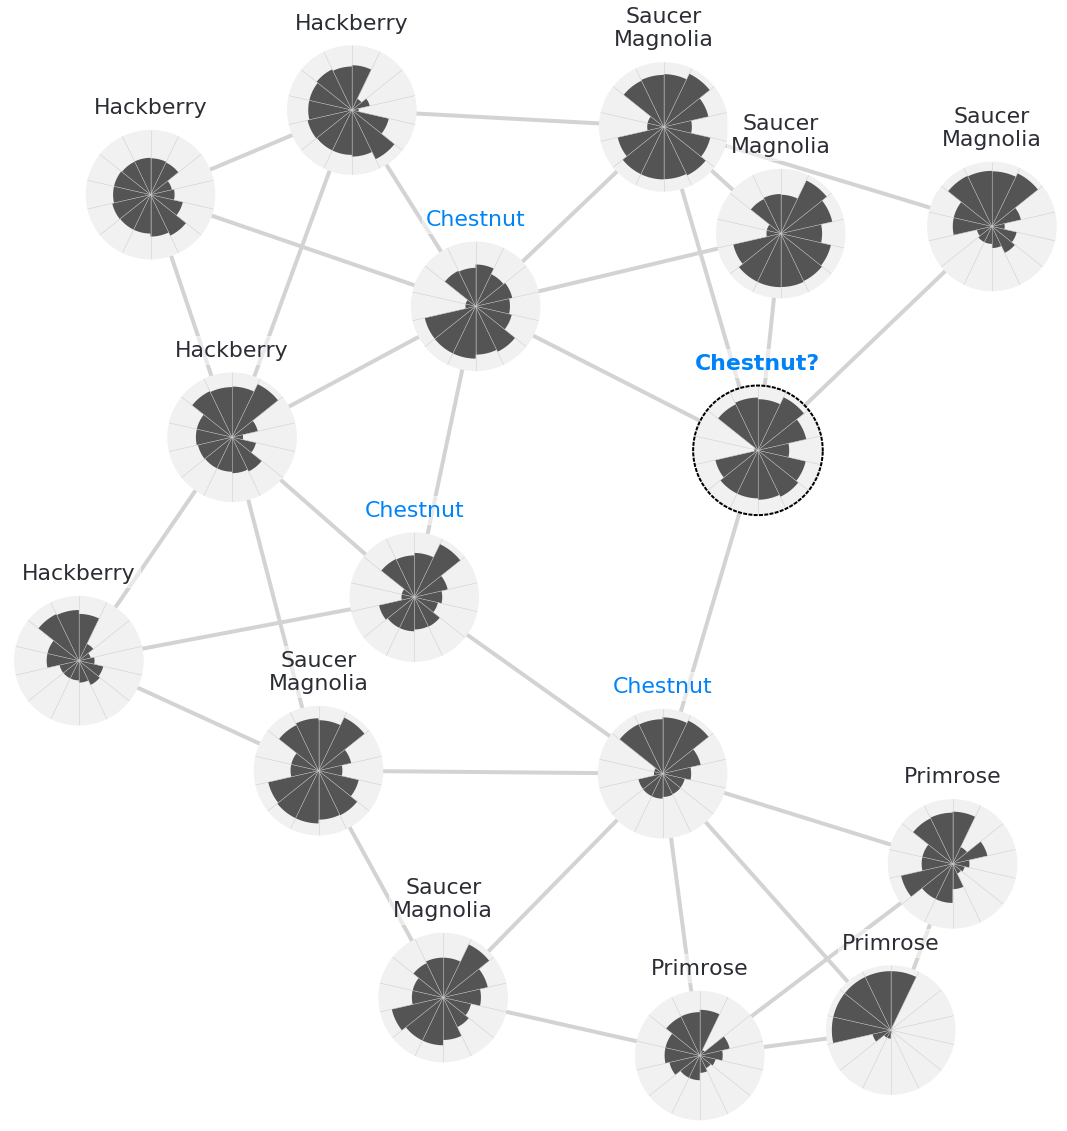 Saucer
Magnolia
Hackberry
Hackberry
Saucer
Magnolia
Saucer
Magnolia
Chestnut
Hackberry
Chestnut?
Chestnut
Hackberry
Saucer
Magnolia
Chestnut
Primrose
Saucer
Magnolia
Primrose
Primrose